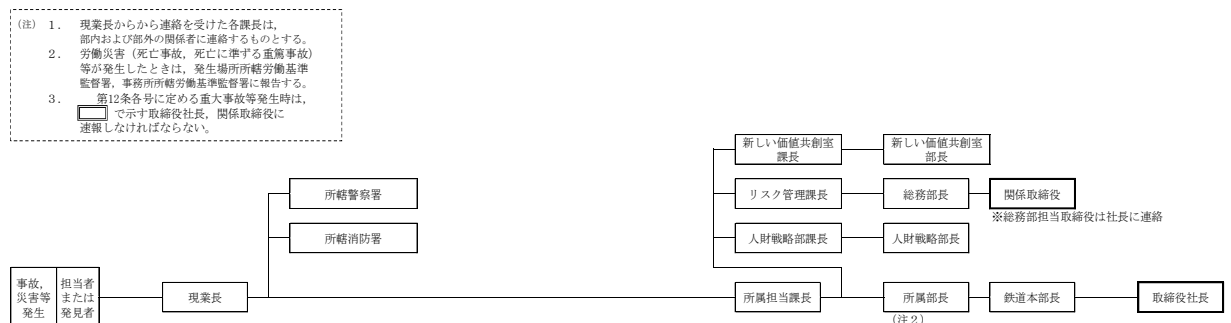 (注) 1. 現業長からから連絡を受けた各課長は,
部内および部外の関係者に連絡するものとする。
2. 労働災害(死亡事故,死亡に準ずる重篤事故)
等が発生したときは,発生場所所轄労働基準
監督署,事務所所轄労働基準監督署に報告する。
3. 第12条各号に定める重大事故等発生時は,
で示す取締役社長,関係取締役に
速報しなければならない。
新しい価値共創室
課長
新しい価値共創室
部長
所轄警察署
リスク管理課長
総務部長
関係取締役
※総務部担当取締役は社長に連絡
所轄消防署
人財戦略部課長
人財戦略部長
事故,
災害等
発生
担当者
または
発見者
現業長
所属担当課長
所属部長
(注2)
鉄道本部長
取締役社長